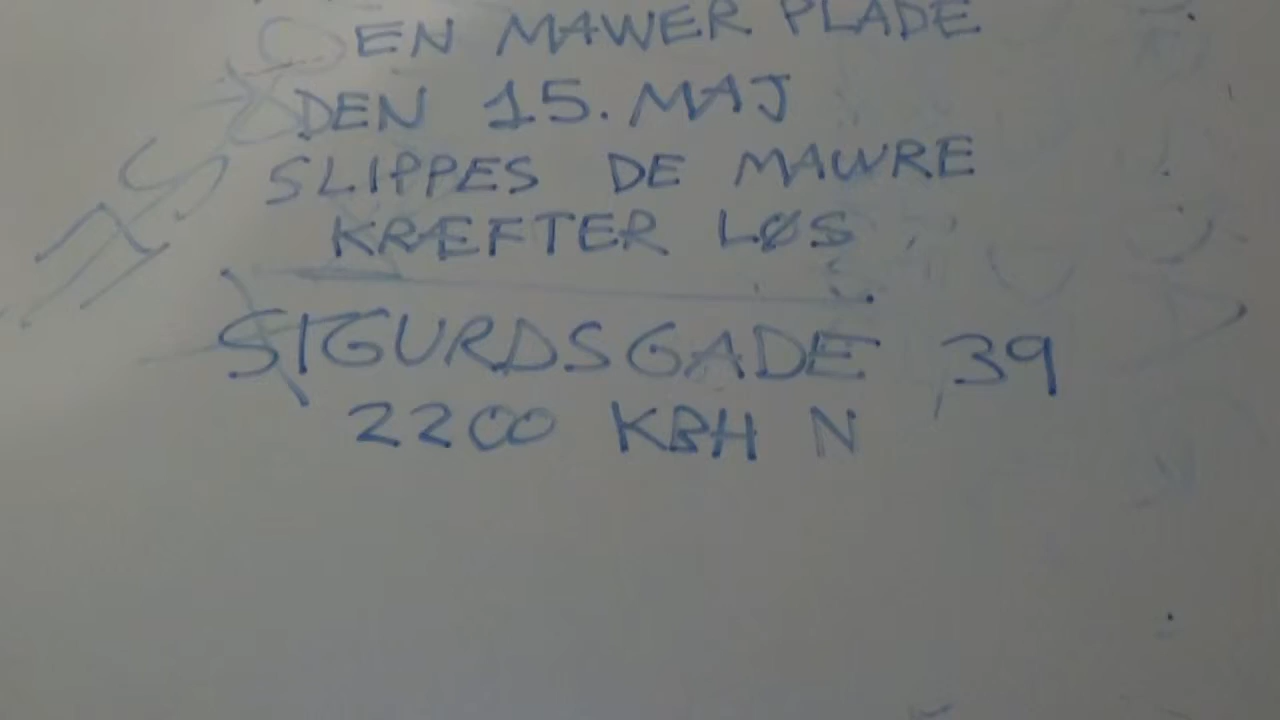 EN MAWER PLADE
DEN 15. MAJ
SLIPPES DE MAWRE
KRÆFTER LØS
SIGURDSGADE 39
2200 KBH N